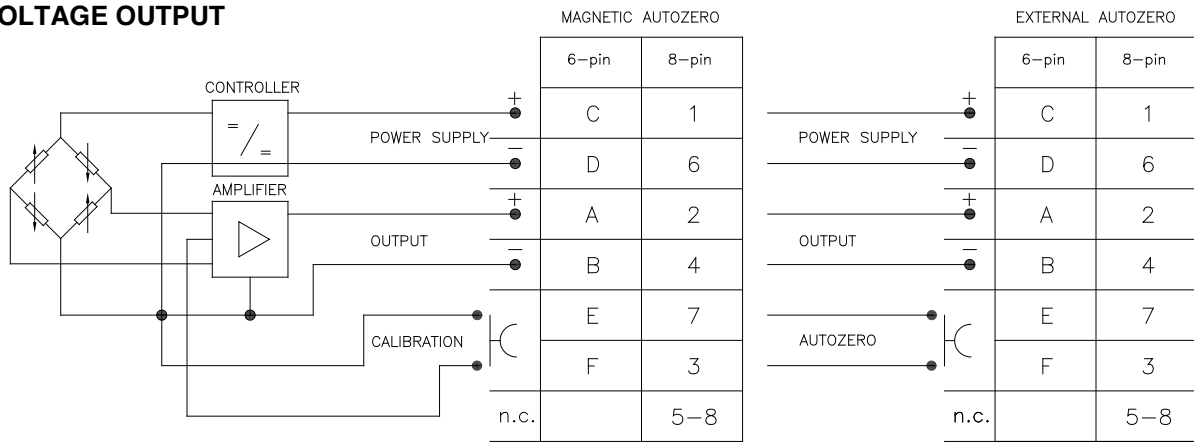 OLTAGE OUTPUT
MAGNETIC AUTOZERO
6-pin 8-pin
CONTROLLER
= / =
POWER SUPPLY
+ C 1
− D 6
AMPLIFIER
OUTPUT
+ A 2
− B 4
CALIBRATION
E 7
F 3
n.c. 5-8
EXTERNAL AUTOZERO
6-pin 8-pin
POWER SUPPLY
+ C 1
− D 6
OUTPUT
+ A 2
− B 4
AUTOZERO
E 7
F 3
n.c. 5-8